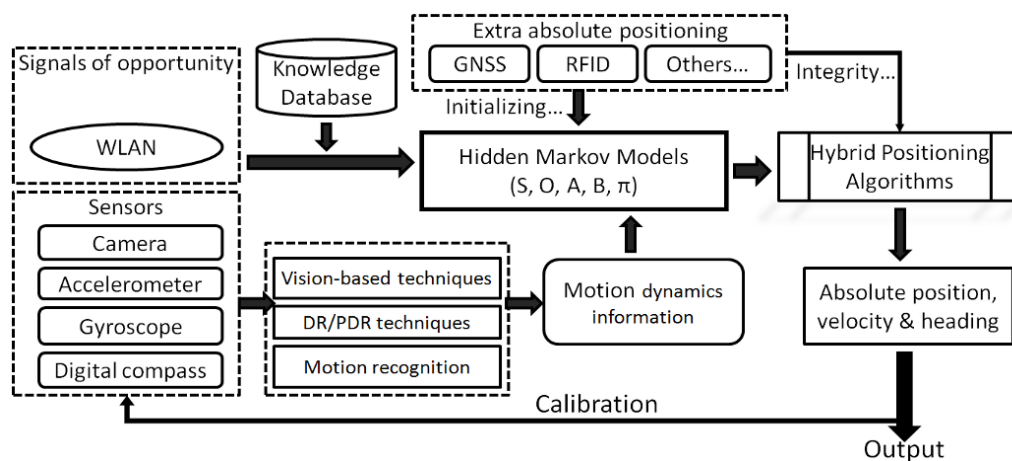 Signals of opportunity
WLAN
Knowledge
Database
Extra absolute positioning
GNSS
RFID
Others...
Initializing...
Integrity...
Hidden Markov Models
(S, O, A, B, π)
Hybrid Positioning
Algorithms
Sensors
Camera
Accelerometer
Gyroscope
Digital compass
Vision-based techniques
DR/PDR techniques
Motion recognition
Motion dynamics
information
Absolute position,
velocity & heading
Calibration
Output